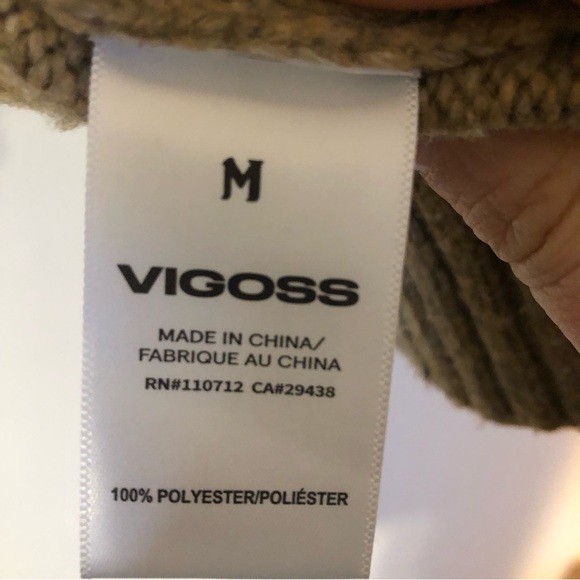 M
VIGOSS
MADE IN CHINA/
FABRIQUE AU CHINA
RN#110712 CA#29438
100% POLYESTER/POLIÉSTER